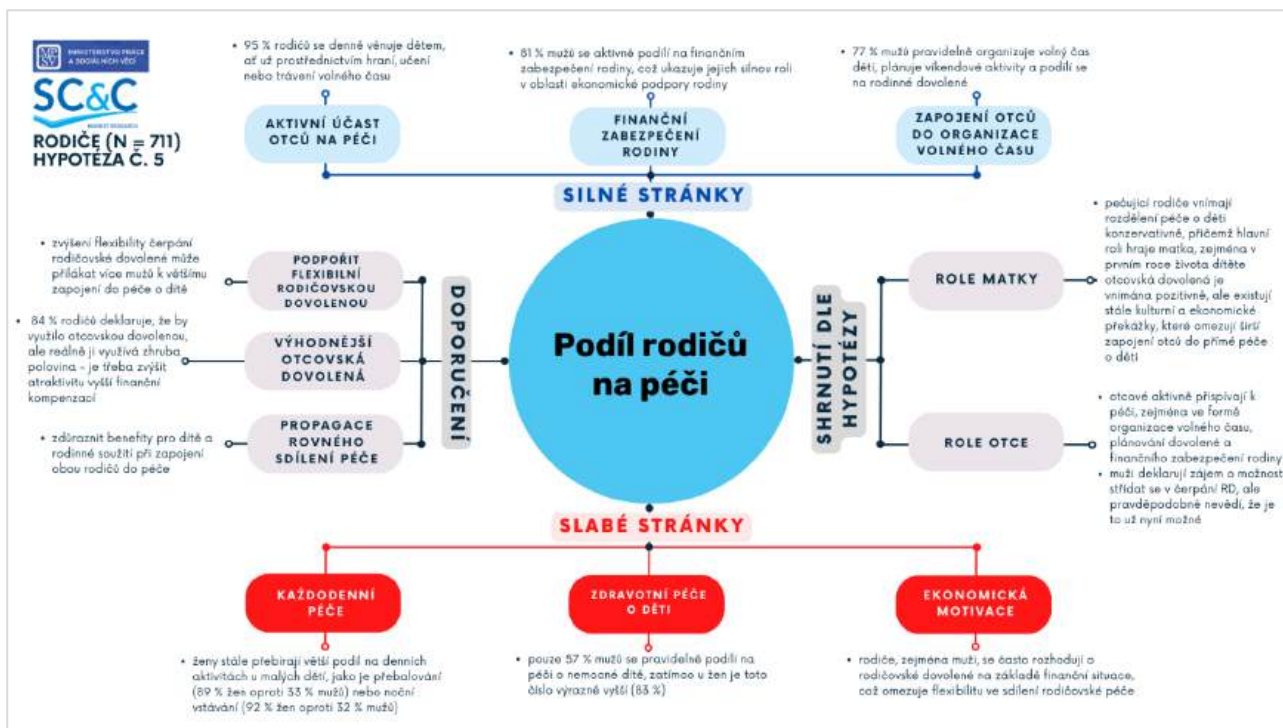 MINISTERSTVO PRÁCE
A SOCIÁLNÍCH VĚCÍ
SC&C
MARKET RESEARCH
RODIČE (N = 711)
HYPOTÉZA Č. 5
• 95 % rodičů se denně věnuje dětem,
ať už prostřednictvím hraní, učení
nebo trávení volného času
• 81 % mužů se aktivně podílí na finančním
zabezpečení rodiny, což ukazuje jejich silnou roli
v oblasti ekonomické podpory rodiny
• 77 % mužů pravidelně organizuje volný čas
dětí, plánuje víkendové aktivity a podílí se
na rodinné dovolené
AKTIVNÍ ÚČAST
OTCŮ NA PÉČI
FINANČNÍ
ZABEZPEČENÍ
RODINY
ZAPOJENÍ OTCŮ
DO ORGANIZACE
VOLNÉHO ČASU
SILNÉ STRÁNKY
• zvýšení flexibility čerpání
rodičovské dovolené může
přilákat více mužů k většímu
zapojení do péče o dítě
• 84 % rodičů deklaruje, že by
využilo otcovskou dovolenou,
ale reálně ji využívá zhruba
polovina – je třeba zvýšit
atraktivitu vyšší finanční
kompenzací
• zdůraznit benefity pro dítě a
rodinné soužití při zapojení
obou rodičů do péče
PODPOŘIT
FLEXIBILNÍ
RODIČOVSKOU
DOVOLENOU
VÝHODNĚJŠÍ
OTCOVSKÁ
DOVOLENÁ
PROPAGACE
ROVNÉHO
SDÍLENÍ PÉČE
DOPORUČENÍ
Podíl rodičů
na péči
SHRNUTÍ DLE
HYPOTÉZY
ROLE MATKY
• pečující rodiče vnímají
rozdělení péče o děti
konzervativně, přičemž hlavní
roli hraje matka, zejména v
prvním roce života dítěte
otcovská dovolená je
vnímána pozitivně, ale existují
stále kulturní a ekonomické
překážky, které omezují širší
zapojení otců do přímé péče
o děti
ROLE OTCE
• otcové aktivně přispívají k
péči, zejména ve formě
organizace volného času,
plánování dovolené a
finančního zabezpečení rodiny
• muži deklarují zájem o možnost
střídat se v čerpání RD, ale
pravděpodobně nevědí, že je
to už nyní možné
SLABÉ STRÁNKY
KAŽDODENNÍ
PÉČE
ZDRAVOTNÍ PÉČE
O DĚTI
EKONOMICKÁ
MOTIVACE
• ženy stále přebírají větší podíl na denních
aktivitách u malých dětí, jako je přebalování
(89 % žen oproti 33 % mužů) nebo noční
vstávání (92 % žen oproti 32 % mužů)
• pouze 57 % mužů se pravidelně podílí na
péči o nemocné dítě, zatímco u žen je toto
číslo výrazně vyšší (83 %)
• rodiče, zejména muži, se často rozhodují o
rodičovské dovolené na základě finanční situace,
což omezuje flexibilitu ve sdílení rodičovské péče